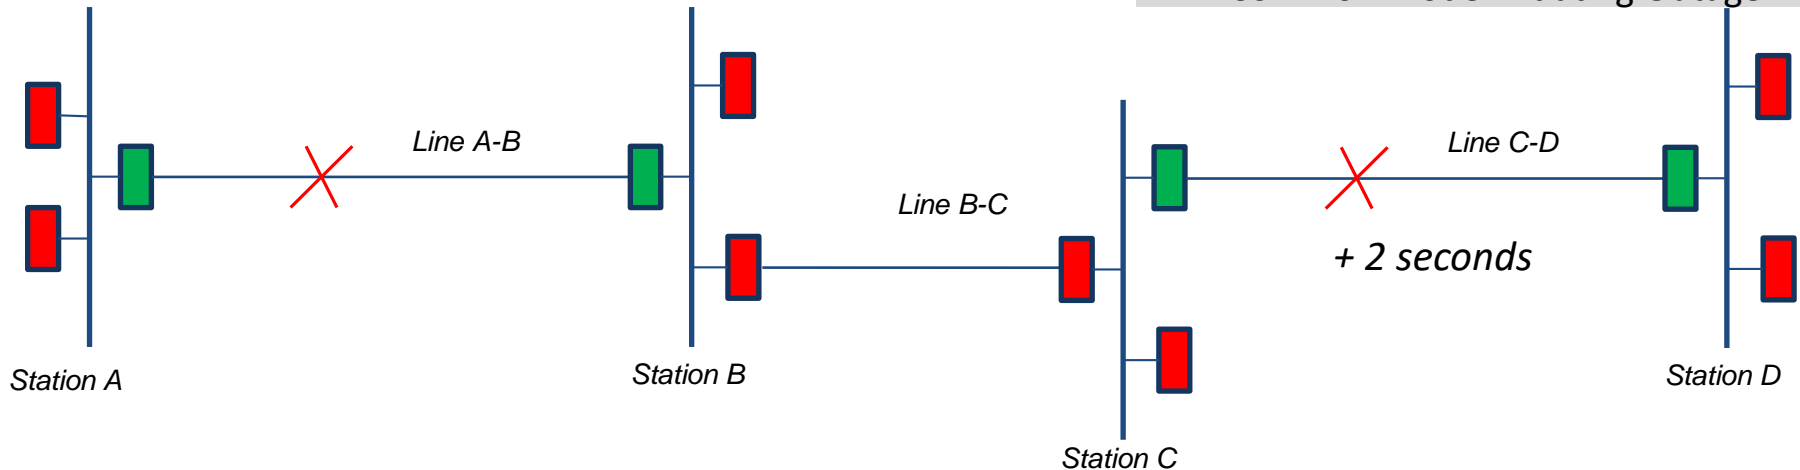 Line A-B
Line C-D
Line B-C
+ 2 seconds
Station A
Station B
Station D
Station C